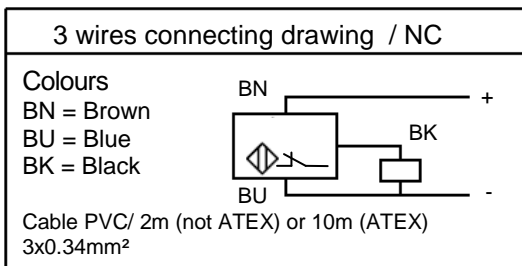 3 wires connecting drawing / NC
Colours
BN = Brown
BU = Blue
BK = Black
BN
+
BK
BU
-
Cable PVC/ 2m (not ATEX) or 10m (ATEX)
3x0.34mm²